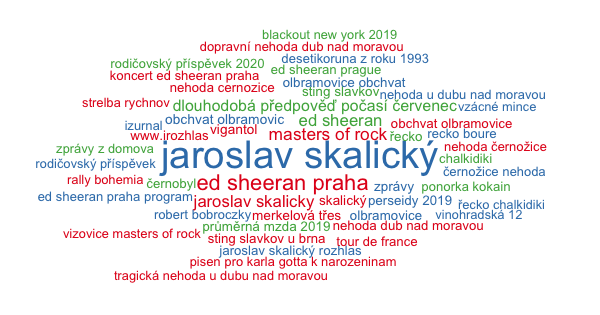 blackout new york 2019
dopravní nehoda dub nad moravou
desetikoruna z roku 1993
rodičovský příspěvek 2020
ed sheeran prague
koncert ed sheeran praha
olbramovice obchvat
nehoda cernozice
sting slavkov
nehoda u dubu nad moravou
strelba rychnov
dlouhodobá předpověď počasí červenec
vzácné mince
obchvat olbramovic
ed sheeran
izurnal
vigantol
obchvat olbramovice
www.irozhlas
masters of rock
řecko
recko boure
zprávy z domova
jaroslav skalický
nehoda černožice
chalkidiki
rodičovský příspěvek
černožice nehoda
rally bohemia
černobyl
ed sheeran praha
zprávy
ponorka kokain
ed sheeran praha program
jaroslav skalicky
skalický
perseidy 2019
řecko chalkidiki
robert bobroczky
merkelová třes
olbramovice
vinohradská 12
průměrná mzda 2019
nehoda dub nad moravou
vizovice masters of rock
sting slavkov u brna
tour de france
jaroslav skalický rozhlas
pisen pro karla gotta k narozeninam
tragická nehoda u dubu nad moravou